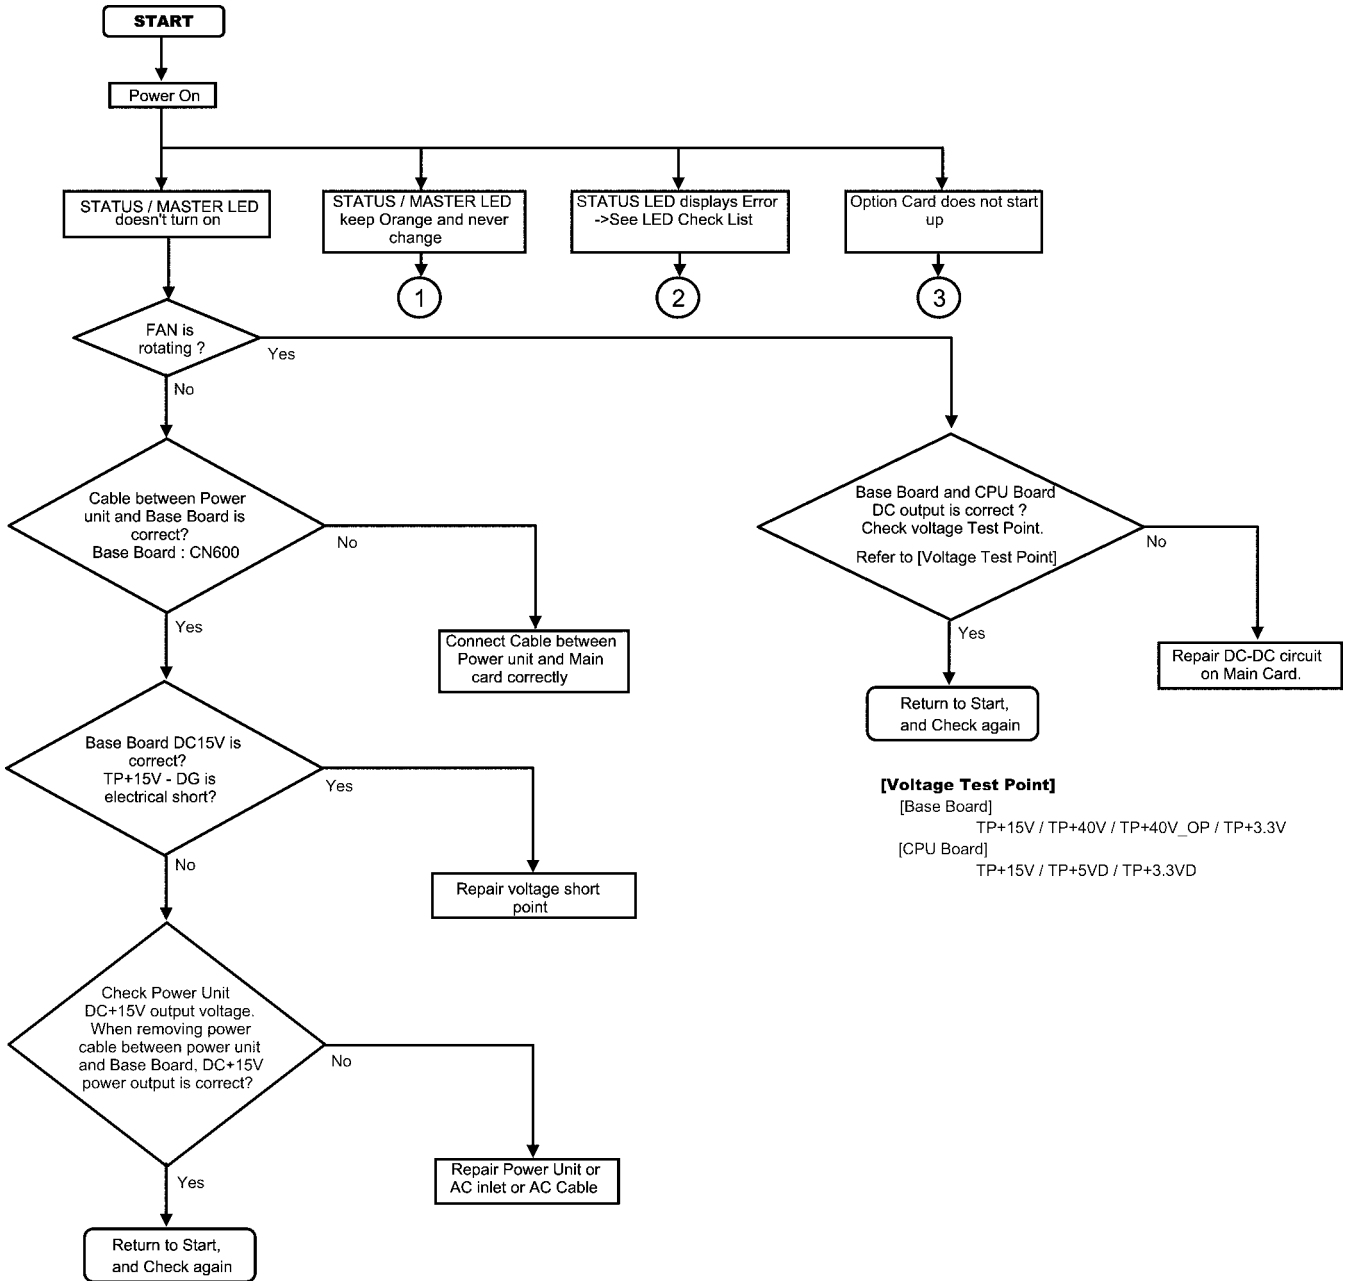 START
Power On
STATUS / MASTER LED
doesn't turn on
STATUS / MASTER LED
keep Orange and never
change
STATUS LED displays Error
->See LED Check List
Option Card does not start
up
1
2
3
FAN is
rotating ?
Yes
No
Cable between Power
unit and Base Board is
correct?
Base Board : CN600
No
Yes
Connect Cable between
Power unit and Main
card correctly
Base Board and CPU Board
DC output is correct ?
Check voltage Test Point.
Refer to [Voltage Test Point]
No
Yes
Repair DC-DC circuit
on Main Card.
Return to Start,
and Check again
Base Board DC15V is
correct?
TP+15V - DG is
electrical short?
Yes
No
Repair voltage short
point
[Voltage Test Point]
[Base Board]
TP+15V / TP+40V / TP+40V_OP / TP+3.3V
[CPU Board]
TP+15V / TP+5VD / TP+3.3VD
Check Power Unit
DC+15V output voltage.
When removing power
cable between power unit
and Base Board, DC+15V
power output is correct?
No
Yes
Repair Power Unit or
AC inlet or AC Cable
Return to Start,
and Check again